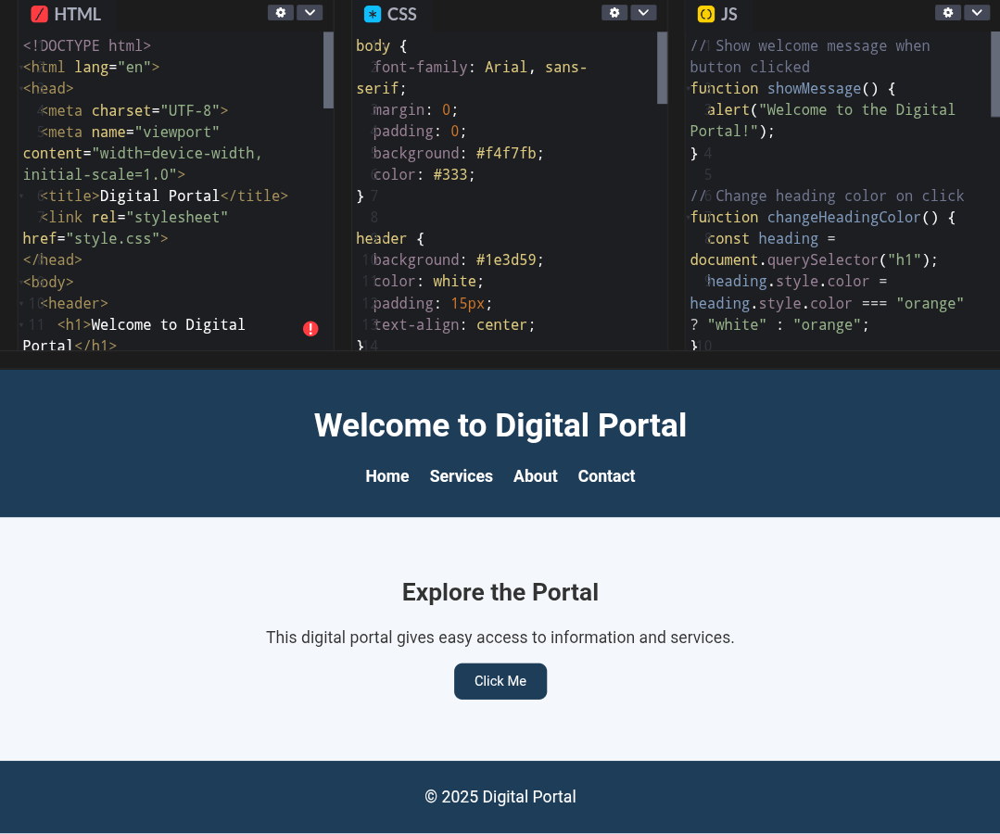 HTML
<!DOCTYPE html>
<html lang="en">
<head>
<meta charset="UTF-8">
<meta name="viewport"
content="width=device-width,
initial-scale=1.0">
<title>Digital Portal</title>
<link rel="stylesheet"
href="style.css">
</head>
<body>
<header>
<h1>Welcome to Digital
Portal</h1>
CSS
body {
font-family: Arial, sans-
serif;
margin: 0;
padding: 0;
background: #f4f7fb;
color: #333;
}
header {
background: #1e3d59;
color: white;
padding: 15px;
text-align: center;
}
JS
// Show welcome message when
button clicked
function showMessage() {
alert("Welcome to the Digital
Portal!");
}
// Change heading color on click
function changeHeadingColor() {
const heading =
document.querySelector("h1");
heading.style.color =
heading.style.color === "orange"
? "white" : "orange";
}
Welcome to Digital Portal
Home Services About Contact
Explore the Portal
This digital portal gives easy access to information and services.
Click Me
© 2025 Digital Portal